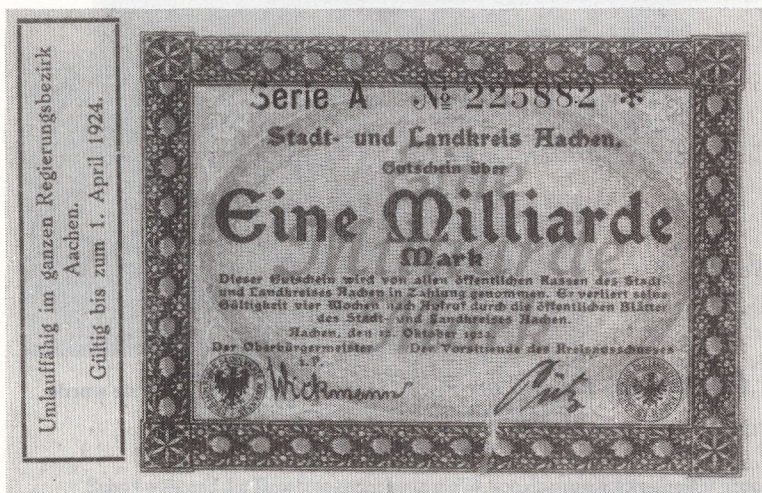 Umlauffähig im ganzen Regierungsbezirk
Aachen.
Gültig bis zum 1. April 1924.
Serie A № 225882 *
Stadt- und Landkreis Aachen.
Gutschein über
Eine Milliarde
Mark
Dieser Gutschein wird von allen öffentlichen Kassen des Stadt-
und Landkreises Aachen in Zahlung genommen. Er verliert seine
Gültigkeit vier Wochen nach Aufruf durch die öffentlichen Blätter
des Stadt- und Landkreises Aachen.
Aachen, den Oktober
Der Oberbürgermeister Der Vorsitzende des Kreisausschusses
i.V.
Wickmann Pütz